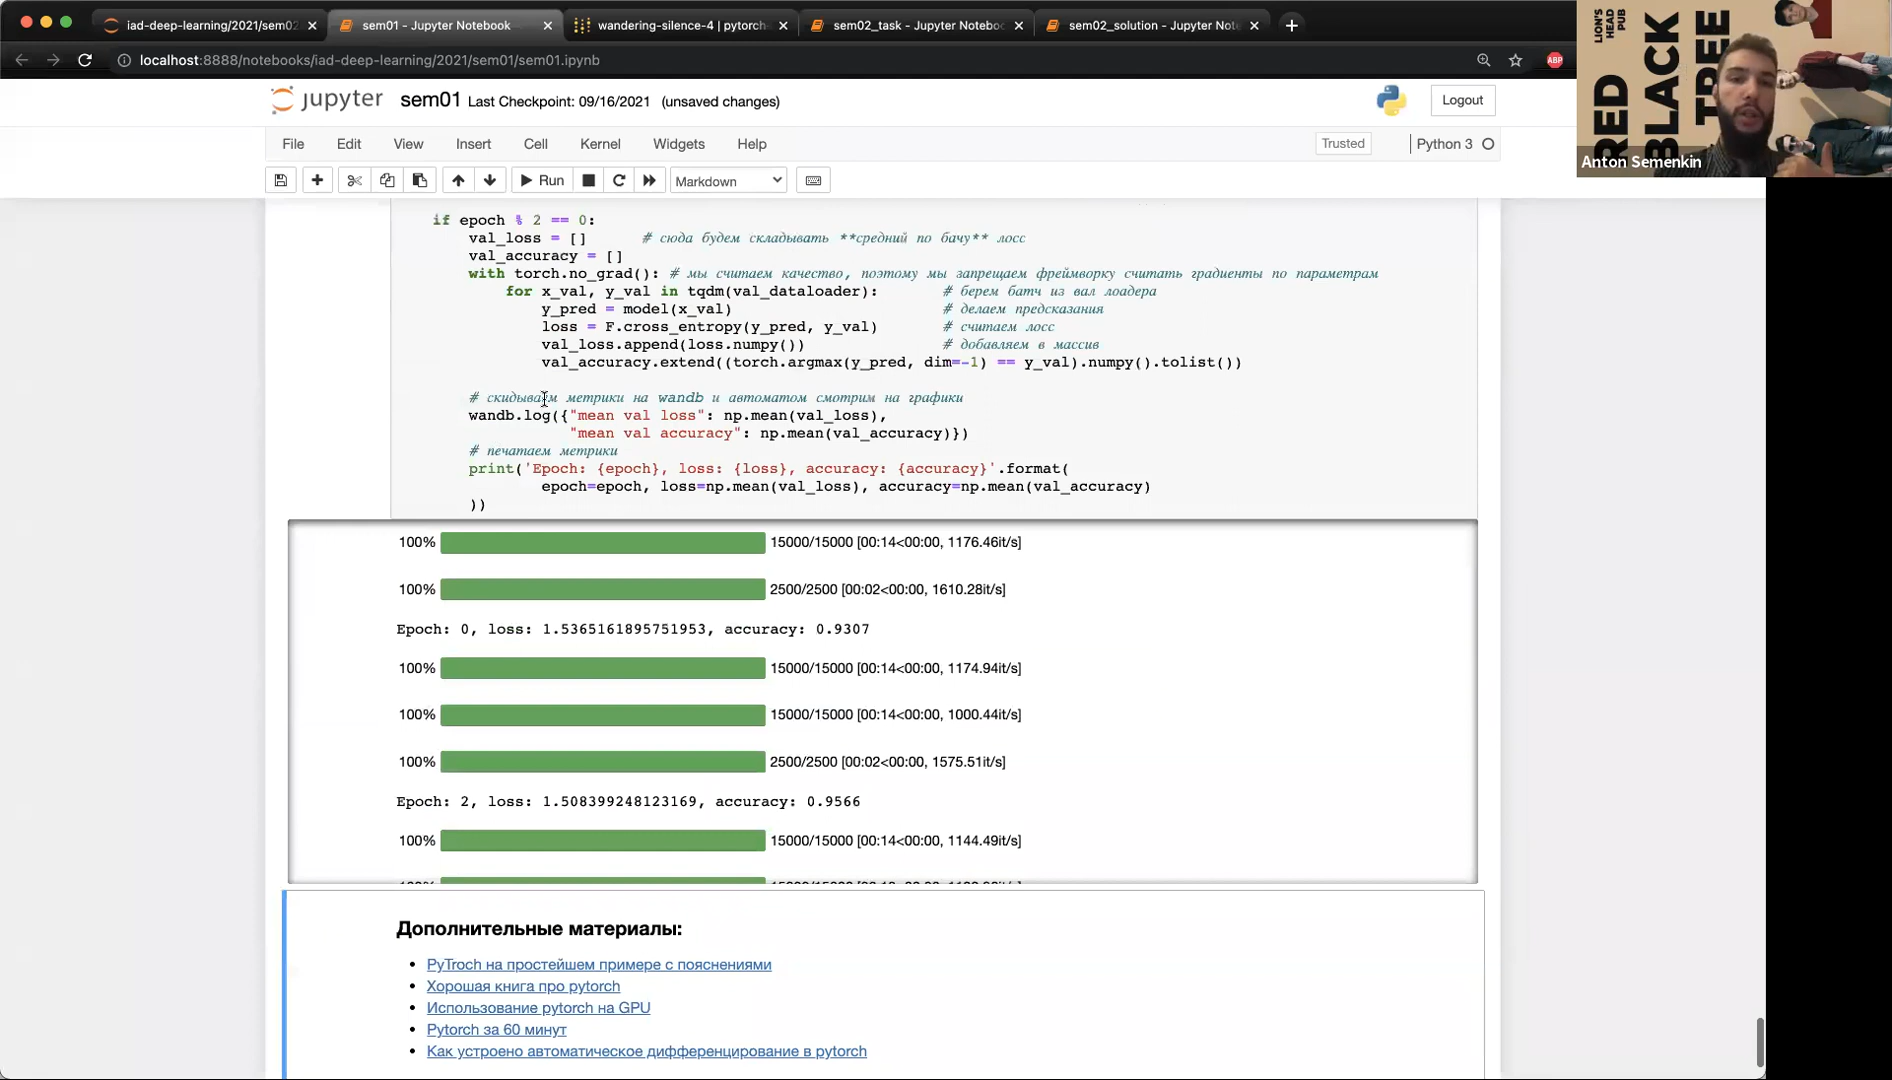 iad-deep-learning/2021/sem02
sem01 - Jupyter Notebook
wandering-silence-4 | pytorch-
sem02_task - Jupyter Noteboo
sem02_solution - Jupyter Note
localhost:8888/notebooks/iad-deep-learning/2021/sem01/sem01.ipynb
ABP
LION'S HEAD PUB
RED BLACK TREE
Anton Semenkin
jupyter sem01 Last Checkpoint: 09/16/2021 (unsaved changes)
Logout
File Edit View Insert Cell Kernel Widgets Help
Trusted
Python 3
Run
Markdown
if epoch % 2 == 0:
val_loss = [] # сюда будем складывать **средний по бачу** лосс
val_accuracy = []
with torch.no_grad(): # мы считаем качество, поэтому мы запрещаем фреймворку считать градиенты по параметрам
for x_val, y_val in tqdm(val_dataloader): # берем батч из вал лоадера
y_pred = model(x_val) # делаем предсказания
loss = F.cross_entropy(y_pred, y_val) # считаем лосс
val_loss.append(loss.numpy()) # добавляем в массив
val_accuracy.extend((torch.argmax(y_pred, dim=-1) == y_val).numpy().tolist())
# скидываем метрики на wandb и автоматом смотрим на графики
wandb.log({"mean val loss": np.mean(val_loss),
"mean val accuracy": np.mean(val_accuracy)})
# печатаем метрики
print('Epoch: {epoch}, loss: {loss}, accuracy: {accuracy}'.format(
epoch=epoch, loss=np.mean(val_loss), accuracy=np.mean(val_accuracy)
))
100% 15000/15000 [00:14<00:00, 1176.46it/s]
100% 2500/2500 [00:02<00:00, 1610.28it/s]
Epoch: 0, loss: 1.5365161895751953, accuracy: 0.9307
100% 15000/15000 [00:14<00:00, 1174.94it/s]
100% 15000/15000 [00:14<00:00, 1000.44it/s]
100% 2500/2500 [00:02<00:00, 1575.51it/s]
Epoch: 2, loss: 1.508399248123169, accuracy: 0.9566
100% 15000/15000 [00:14<00:00, 1144.49it/s]
Дополнительные материалы:
• PyTroch на простейшем примере с пояснениями
• Хорошая книга про pytorch
• Использование pytorch на GPU
• Pytorch за 60 минут
• Как устроено автоматическое дифференцирование в pytorch